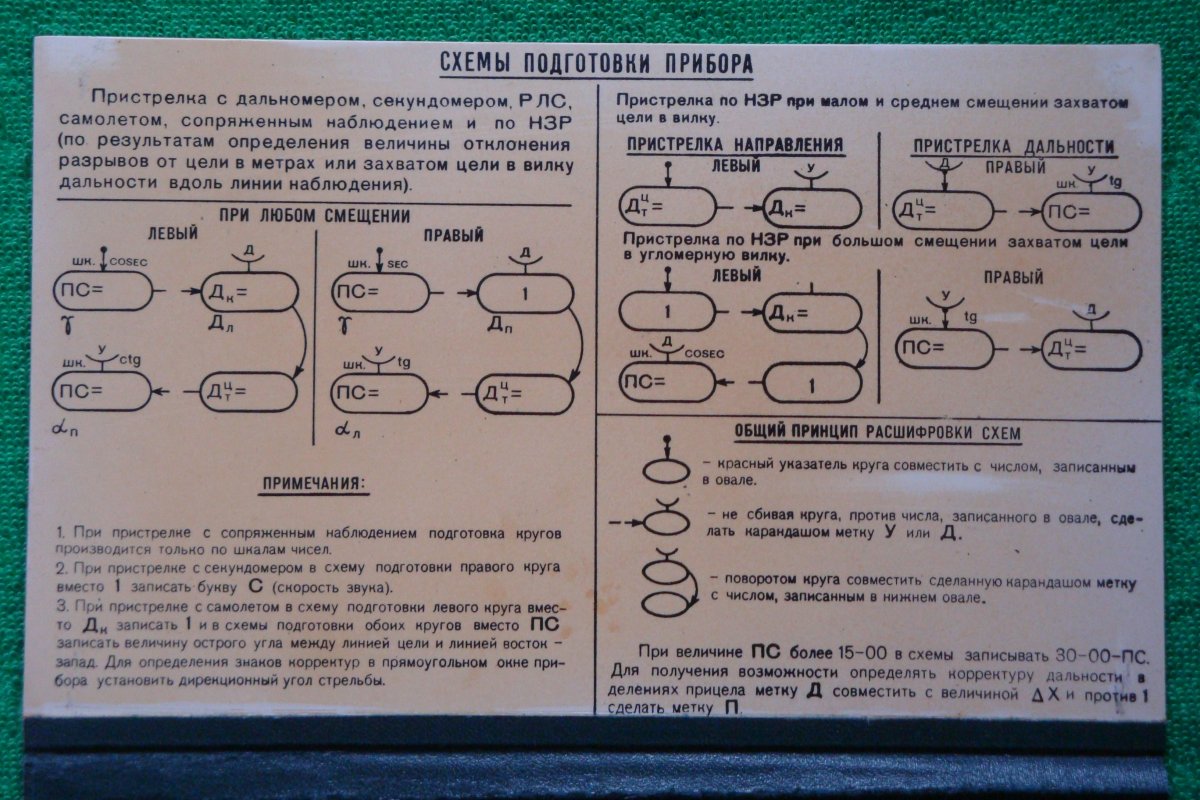 СХЕМЫ ПОДГОТОВКИ ПРИБОРА
Пристрелка с дальномером, секундомером, РЛС,
самолетом, сопряженным наблюдением и по НЗР
(по результатам определения величины отклонения
разрывов от цели в метрах или захватом цели в вилку
дальности вдоль линии наблюдения).
ПРИ ЛЮБОМ СМЕЩЕНИИ
ЛЕВЫЙ
шк. cosec
ПС=
γ
Д
Дк=
Дл
У
шк. ctg
ПС=
αп
Дцт=
ПРАВЫЙ
шк. sec
ПС=
γ
Д
1
Дп
У
шк. tg
ПС=
αл
Дцт=
ПРИМЕЧАНИЯ:
1. При пристрелке с сопряженным наблюдением подготовка кругов
производится только по шкалам чисел.
2. При пристрелке с секундомером в схему подготовки правого круга
вместо 1 записать букву С (скорость звука).
3. При пристрелке с самолетом в схему подготовки левого круга вмес-
то Дк записать 1 и в схемы подготовки обоих кругов вместо ПС
записать величину острого угла между линией цели и линией восток –
запад. Для определения знаков корректур в прямоугольном окне при-
бора установить дирекционный угол стрельбы.
Пристрелка по НЗР при малом и среднем смещении захватом
цели в вилку.
ПРИСТРЕЛКА НАПРАВЛЕНИЯ
ЛЕВЫЙ
Дцт=
У
Дк=
ПРИСТРЕЛКА ДАЛЬНОСТИ
ПРАВЫЙ
Д
Дцт=
У
шк. tg
ПС=
Пристрелка по НЗР при большом смещении захватом цели
в угломерную вилку.
ЛЕВЫЙ
1
Дк=
Д
шк. cosec
ПС=
1
ПРАВЫЙ
У
шк. tg
ПС=
Д
Дцт=
ОБЩИЙ ПРИНЦИП РАСШИФРОВКИ СХЕМ
– красный указатель круга совместить с числом, записанным
в овале.
– не сбивая круга, против числа, записанного в овале, сде-
лать карандашом метку У или Д.
– поворотом круга совместить сделанную карандашом метку
с числом, записанным в нижнем овале.
При величине ПС более 15-00 в схемы записывать 30-00-ПС.
Для получения возможности определять корректуру дальности в
делениях прицела метку Д совместить с величиной ΔХ и против 1
сделать метку П.